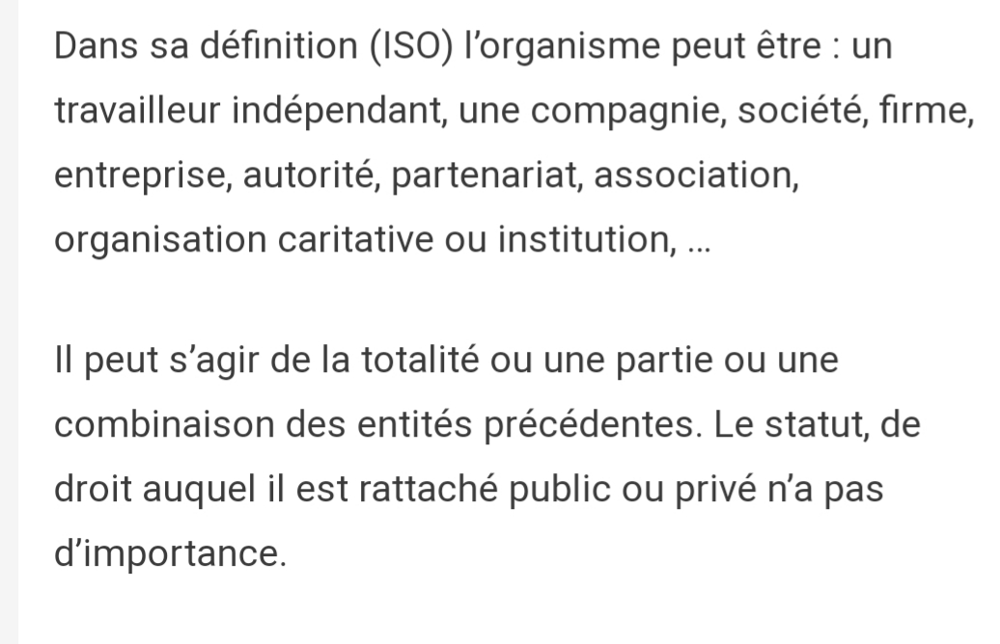 Dans sa définition (ISO) l’organisme peut être : un
travailleur indépendant, une compagnie, société, firme,
entreprise, autorité, partenariat, association,
organisation caritative ou institution, ...
Il peut s’agir de la totalité ou une partie ou une
combinaison des entités précédentes. Le statut, de
droit auquel il est rattaché public ou privé n’a pas
d’importance.